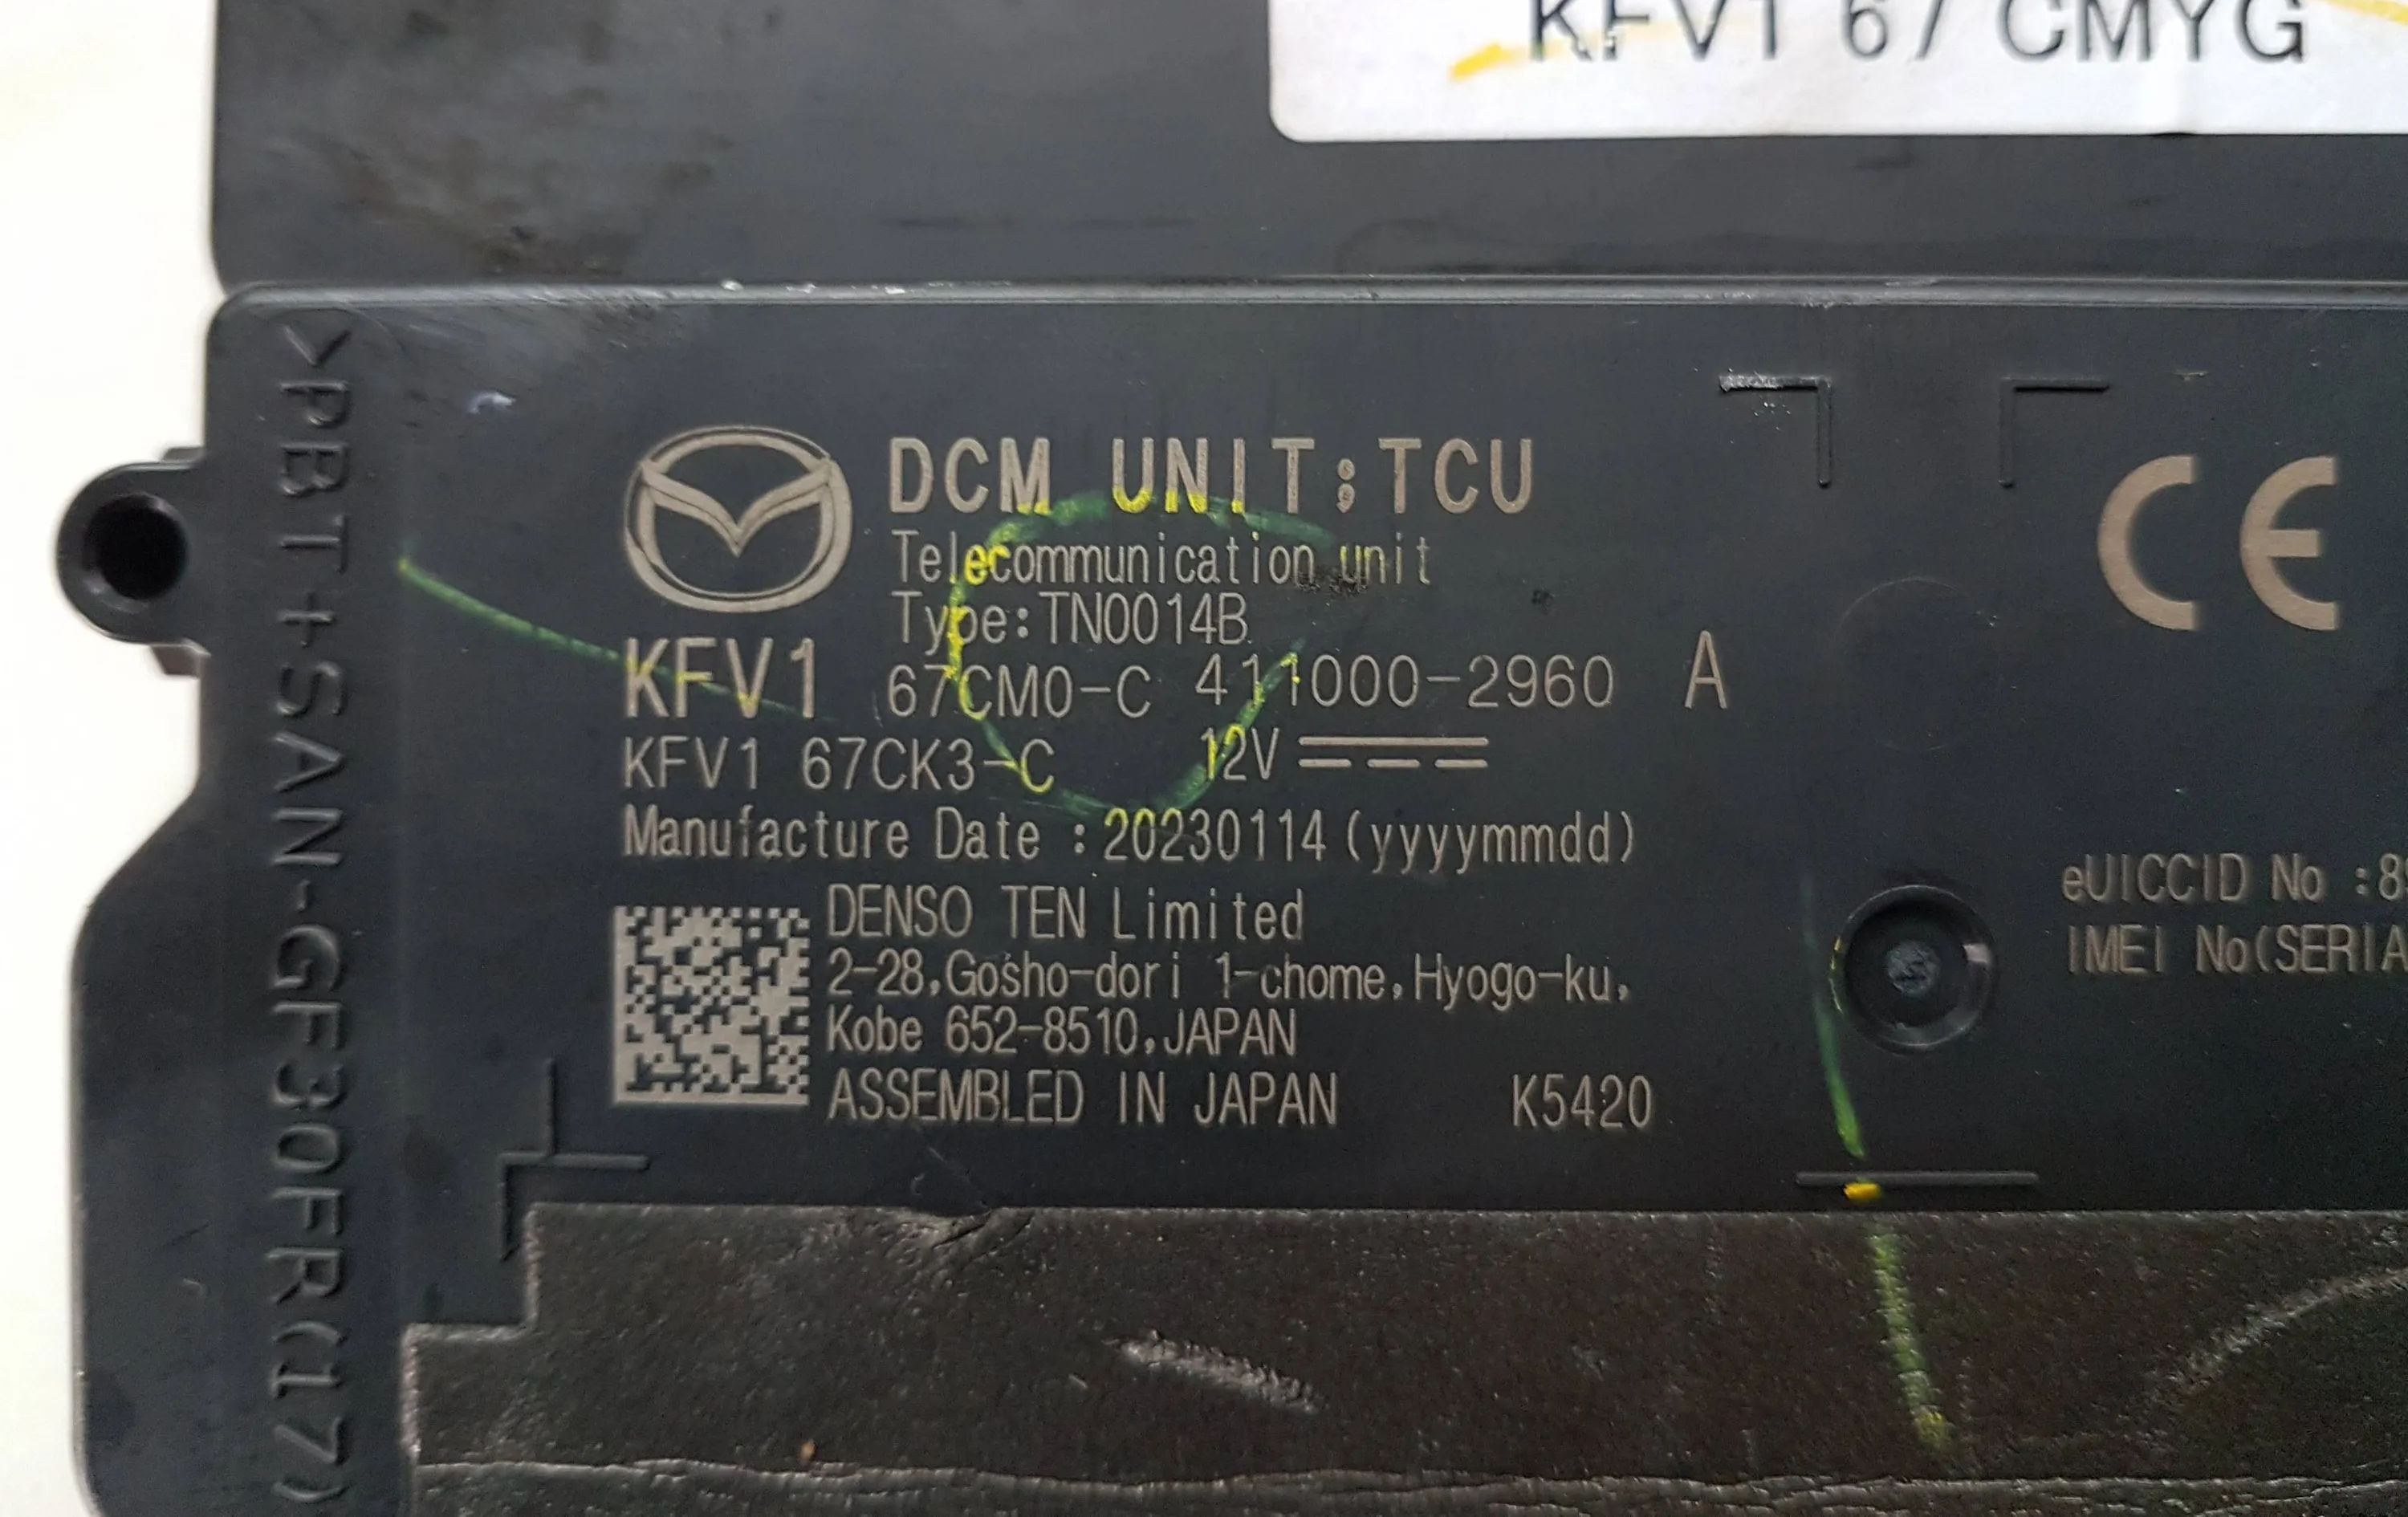 KFV1 67 CMYG
>PBT+SAN-GF30FR(17)
DCM UNIT;TCU
Telecommunication unit
Type:TN0014B
KFV1 67CM0-C 411000-2960 A
KFV1 67CK3-C 12V
Manufacture Date :20230114(yyyymmdd)
DENSO TEN Limited
2-28,Gosho-dori 1-chome,Hyogo-ku,
Kobe 652-8510,JAPAN
ASSEMBLED IN JAPAN K5420
CE
eUICCID No :8
IMEI No(SERIA